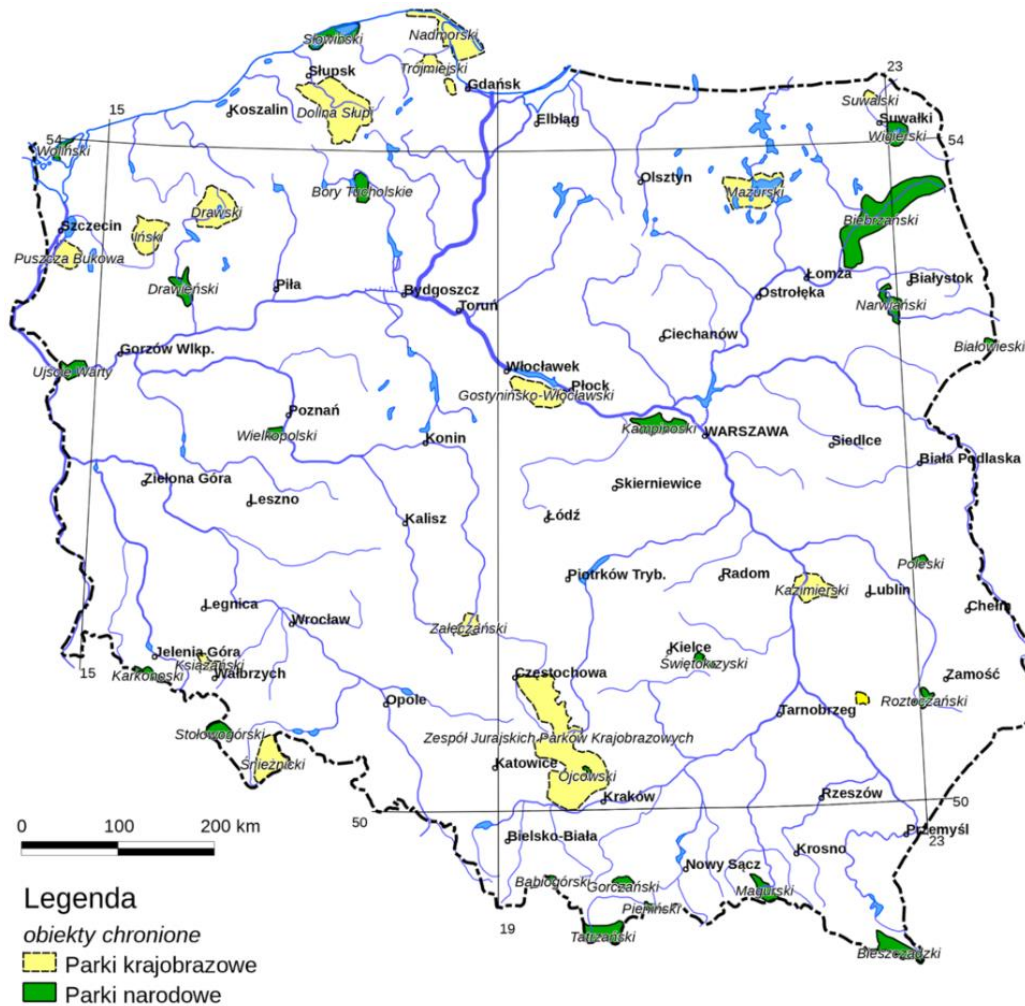 Słowiński
Nadmorski
Trójmiejski
Słupsk
Gdańsk
Dolina Słupi
Koszalin
Elbląg
15
23
Suwalski
Suwałki
Wigierski
54
54
Woliński
Bory Tucholskie
Olsztyn
Mazurski
Drawski
Biebrzański
Szczecin
Iński
Puszcza Bukowa
Drawieński
Piła
Bydgoszcz
Toruń
Łomża
Ostrołęka
Białystok
Narwiański
Ciechanów
Białowieski
Gorzów Wlkp.
Ujście Warty
Włocławek
Płock
Gostynińsko-Włocławski
Poznań
Wielkopolski
Konin
Kampinoski
WARSZAWA
Siedlce
Biała Podlaska
Zielona Góra
Leszno
Skierniewice
Kalisz
Łódź
Piotrków Tryb.
Radom
Kazimierski
Poleski
Lublin
Chełm
Legnica
Wrocław
Załęczański
Jelenia Góra
Książański
Karkonoski
Wałbrzych
15
Kielce
Świętokrzyski
Częstochowa
Zamość
Opole
Tarnobrzeg
Roztoczański
Stołowogórski
Zespół Jurajskich Parków Krajobrazowych
Śnieżnicki
Katowice
Ojcowski
Kraków
Rzeszów
50
50
0 100 200 km
Bielsko-Biała
Przemyśl
23
Krosno
Nowy Sącz
Babiogórski
Gorczański
Magurski
Pieniński
19
Tatrzański
Bieszczadzki
Legenda
obiekty chronione
Parki krajobrazowe
Parki narodowe